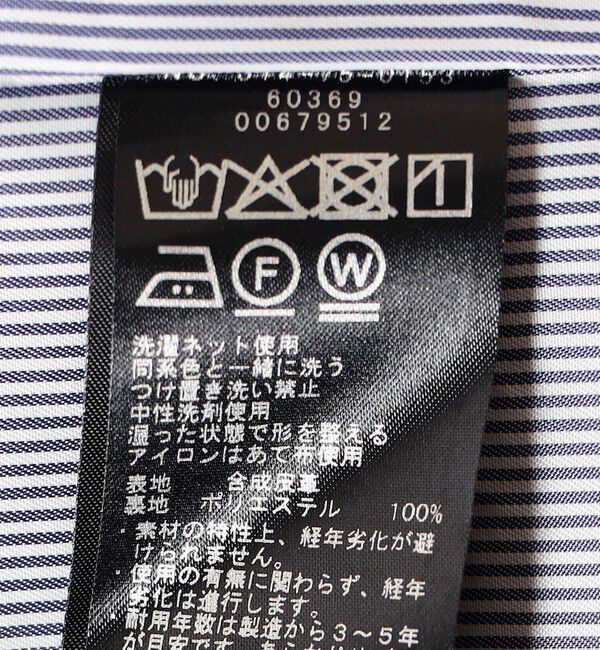 60369
00679512
F W
洗濯ネット使用
同系色と一緒に洗う
つけ置き洗い禁止
中性洗剤使用
湿った状態で形を整える
アイロンはあて布使用
表地 合成皮革
裏地 ポリエステル 100%
・素材の特性上、経年劣化が避
けられません。
・使用の有無に関わらず、経年
劣化は進行します。
耐用年数は製造から3～5年
が目安です。